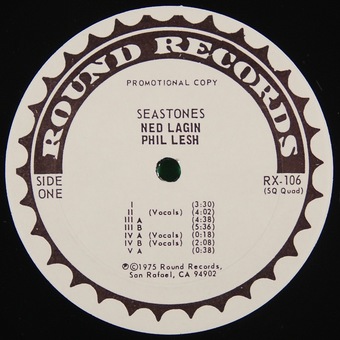 ROUND RECORDS
PROMOTIONAL COPY
SEASTONES
NED LAGIN
PHIL LESH
SIDE ONE
RX-106
(SQ Quad)
I (3:30)
II (Vocals) (4:02)
III A (4:38)
III B (5:36)
IV A (Vocals) (0:18)
IV B (Vocals) (2:08)
V A (0:38)
℗©1975 Round Records,
San Rafael, CA 94902